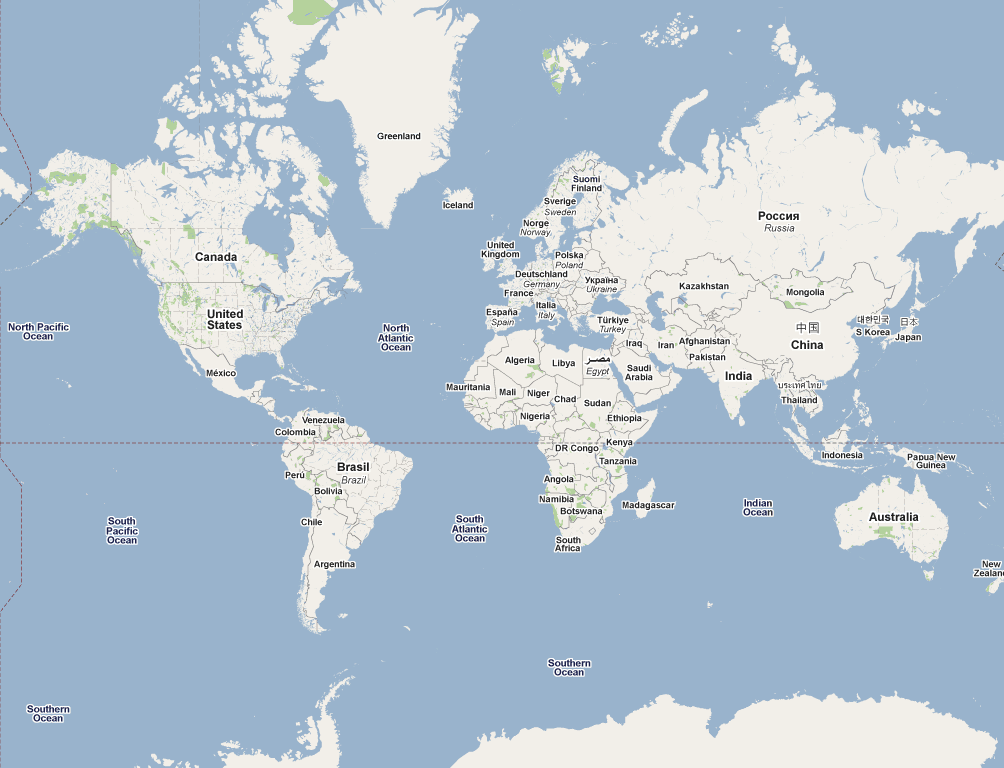 Greenland
Iceland
Suomi
Finland
Sverige
Sweden
Norge
Norway
Россия
Russia
United
Kingdom
Polska
Poland
Canada
Deutschland
Germany
Україна
Ukraine
Kazakhstan
Mongolia
France
Italia
Italy
España
Spain
United
States
North Pacific
Ocean
North
Atlantic
Ocean
Türkiye
Turkey
中国
China
대한민국
S Korea
日本
Japan
Iraq
Iran
Afghanistan
Pakistan
Algeria
Libya
مصر
Egypt
Saudi
Arabia
India
México
Mauritania
Mali
Niger
Chad
Sudan
ประเทศไทย
Thailand
Venezuela
Colombia
Nigeria
Ethiopia
DR Congo
Kenya
Tanzania
Indonesia
Papua New
Guinea
Perú
Brasil
Brazil
Bolivia
Angola
Namibia
Botswana
Madagascar
Indian
Ocean
Australia
Chile
South
Pacific
Ocean
South
Atlantic
Ocean
South
Africa
Argentina
New
Zealan
Southern
Ocean
Southern
Ocean